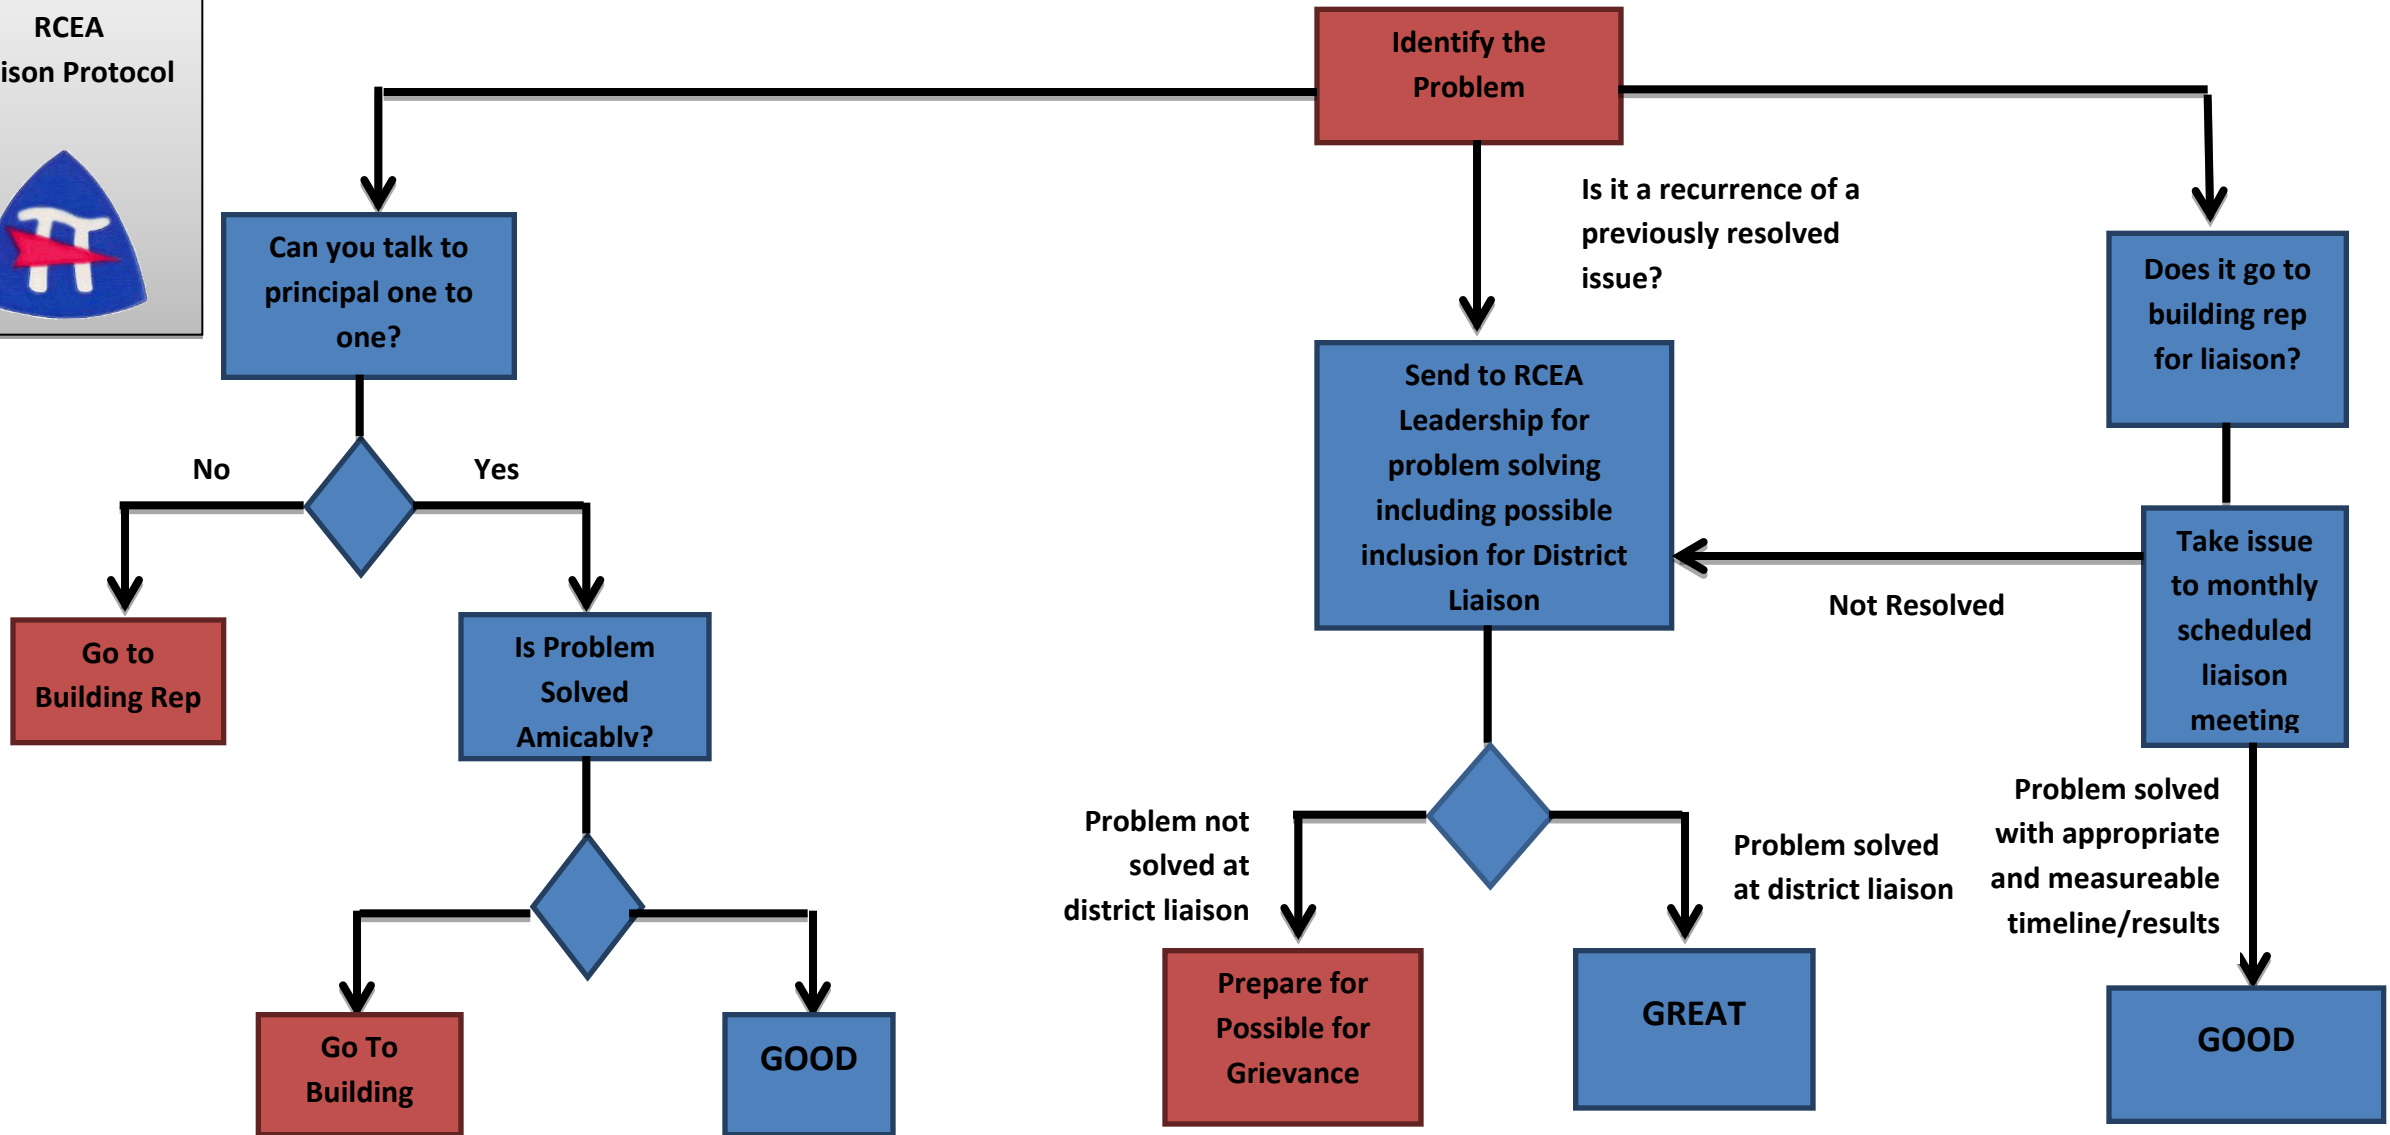 RCEA
ison Protocol
Identify the
Problem
Is it a recurrence of a
previously resolved
issue?
Can you talk to
principal one to
one?
Does it go to
building rep
for liaison?
Send to RCEA
Leadership for
problem solving
including possible
inclusion for District
Liaison
No
Yes
Take issue
to monthly
scheduled
liaison
meeting
Not Resolved
Go to
Building Rep
Is Problem
Solved
Amicably?
Problem not
solved at
district liaison
Problem solved
at district liaison
Problem solved
with appropriate
and measureable
timeline/results
Prepare for
Possible for
Grievance
GREAT
GOOD
Go To
Building
GOOD